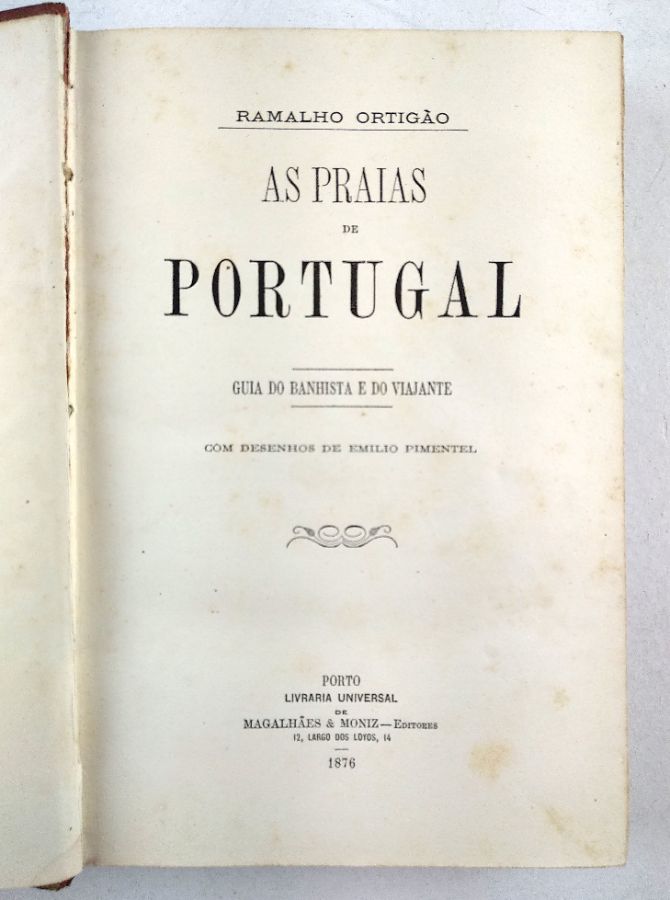 RAMALHO ORTIGÃO
AS PRAIAS
DE
PORTUGAL
GUIA DO BANHISTA E DO VIAJANTE
COM DESENHOS DE EMILIO PIMENTEL
PORTO
LIVRARIA UNIVERSAL
DE
MAGALHÃES & MONIZ—EDITORES
12, LARGO DOS LOYOS, 14
1876